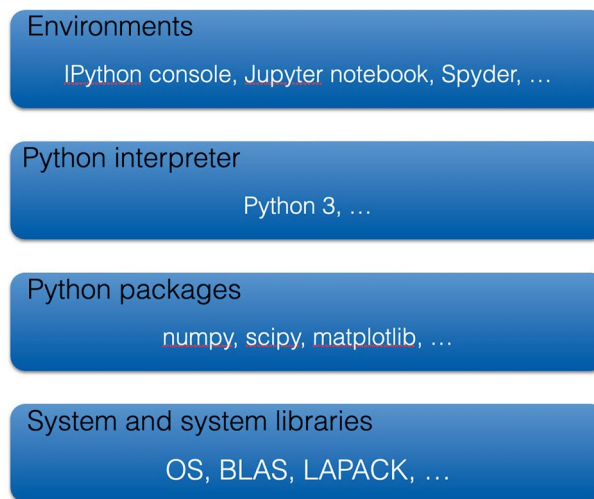 Environments
IPython console, Jupyter notebook, Spyder, …
Python interpreter
Python 3, …
Python packages
numpy, scipy, matplotlib, …
System and system libraries
OS, BLAS, LAPACK, …